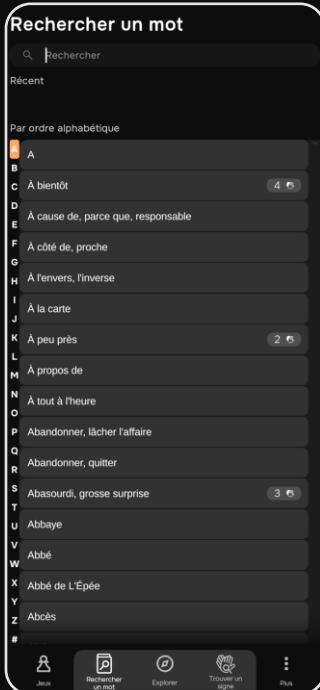 Rechercher un mot
Rechercher
Récent
Par ordre alphabétique
A
B
C
D
E
F
G
H
I
J
K
L
M
N
O
P
Q
R
S
T
U
V
W
X
Y
Z
#
A
À bientôt 4
À cause de, parce que, responsable
À côté de, proche
À l'envers, l'inverse
À la carte
À peu près 2
À propos de
À tout à l'heure
Abandonner, lâcher l'affaire
Abandonner, quitter
Abasourdi, grosse surprise 3
Abbaye
Abbé
Abbé de L'Épée
Abcès
Jeux
Rechercher
un mot
Explorer
Trouver un
signe
Plus